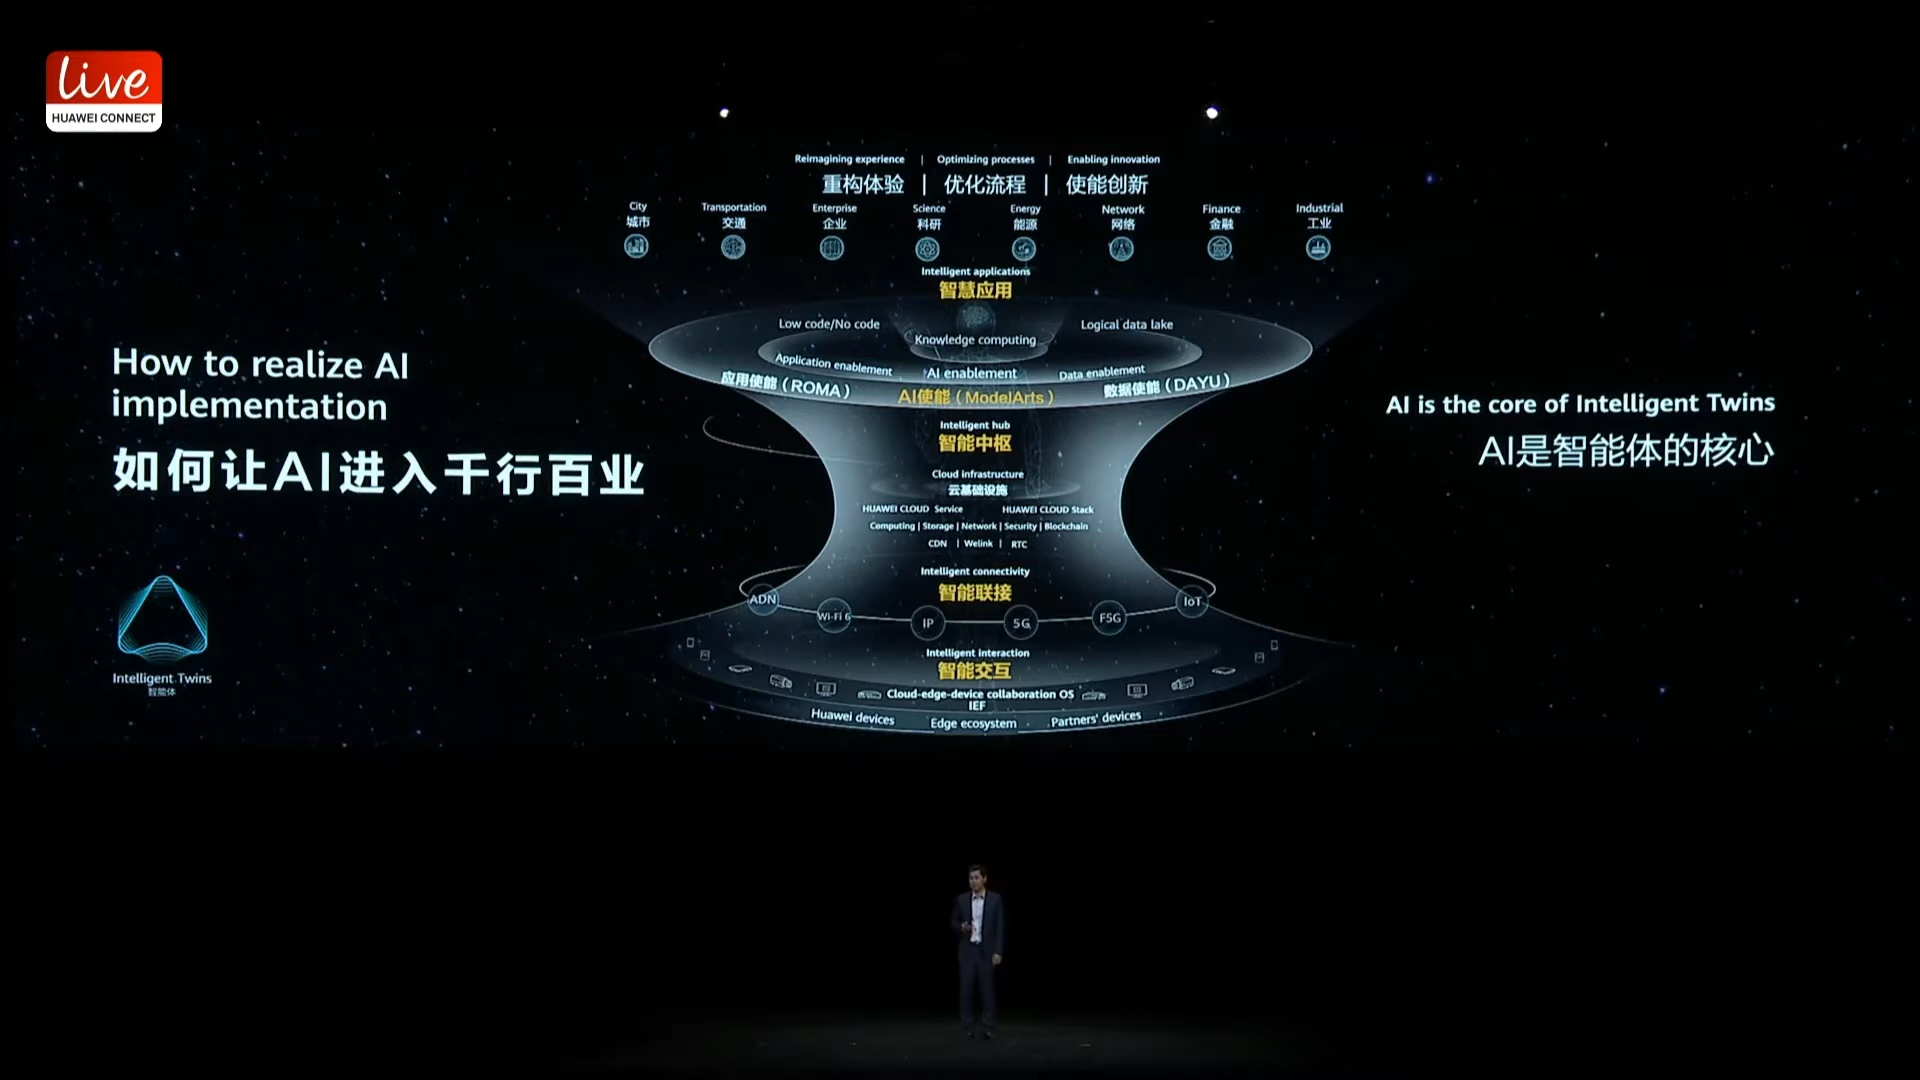 Live
HUAWEI CONNECT
Reimagining experience | Optimizing processes | Enabling innovation
重构体验 | 优化流程 | 使能创新
City Transportation Enterprise Science Energy Network Finance Industrial
城市 交通 企业 科研 能源 网络 金融 工业
Intelligent applications
智慧应用
Low code/No code Logical data lake
Knowledge computing
Application enablement AI enablement Data enablement
应用使能（ROMA） AI使能（ModelArts） 数据使能（DAYU）
Intelligent hub
智能中枢
Cloud infrastructure
云基础设施
HUAWEI CLOUD Service HUAWEI CLOUD Stack
Computing | Storage | Network | Security | Blockchain
CDN | Welink | RTC
Intelligent connectivity
智能联接
ADN Wi-Fi 6 IP 5G F5G IoT
Intelligent Interaction
智能交互
Cloud-edge-device collaboration OS
IEF
Huawei devices Edge ecosystem Partners' devices
How to realize AI
implementation
如何让AI进入千行百业
Intelligent Twins
智能体
AI is the core of Intelligent Twins
AI是智能体的核心